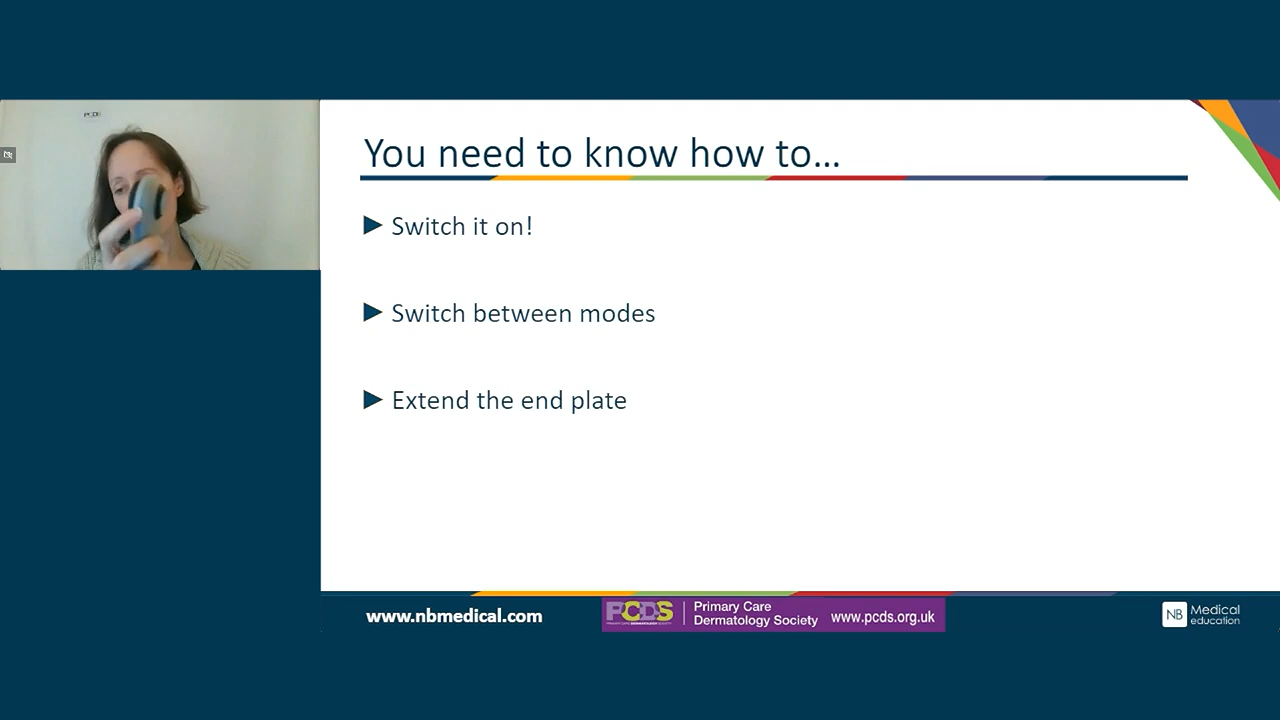 PCDS
You need to know how to...
▶ Switch it on!
▶ Switch between modes
▶ Extend the end plate
www.nbmedical.com
PCDS
Primary Care
Dermatology Society
www.pcds.org.uk
NB
Medical
education